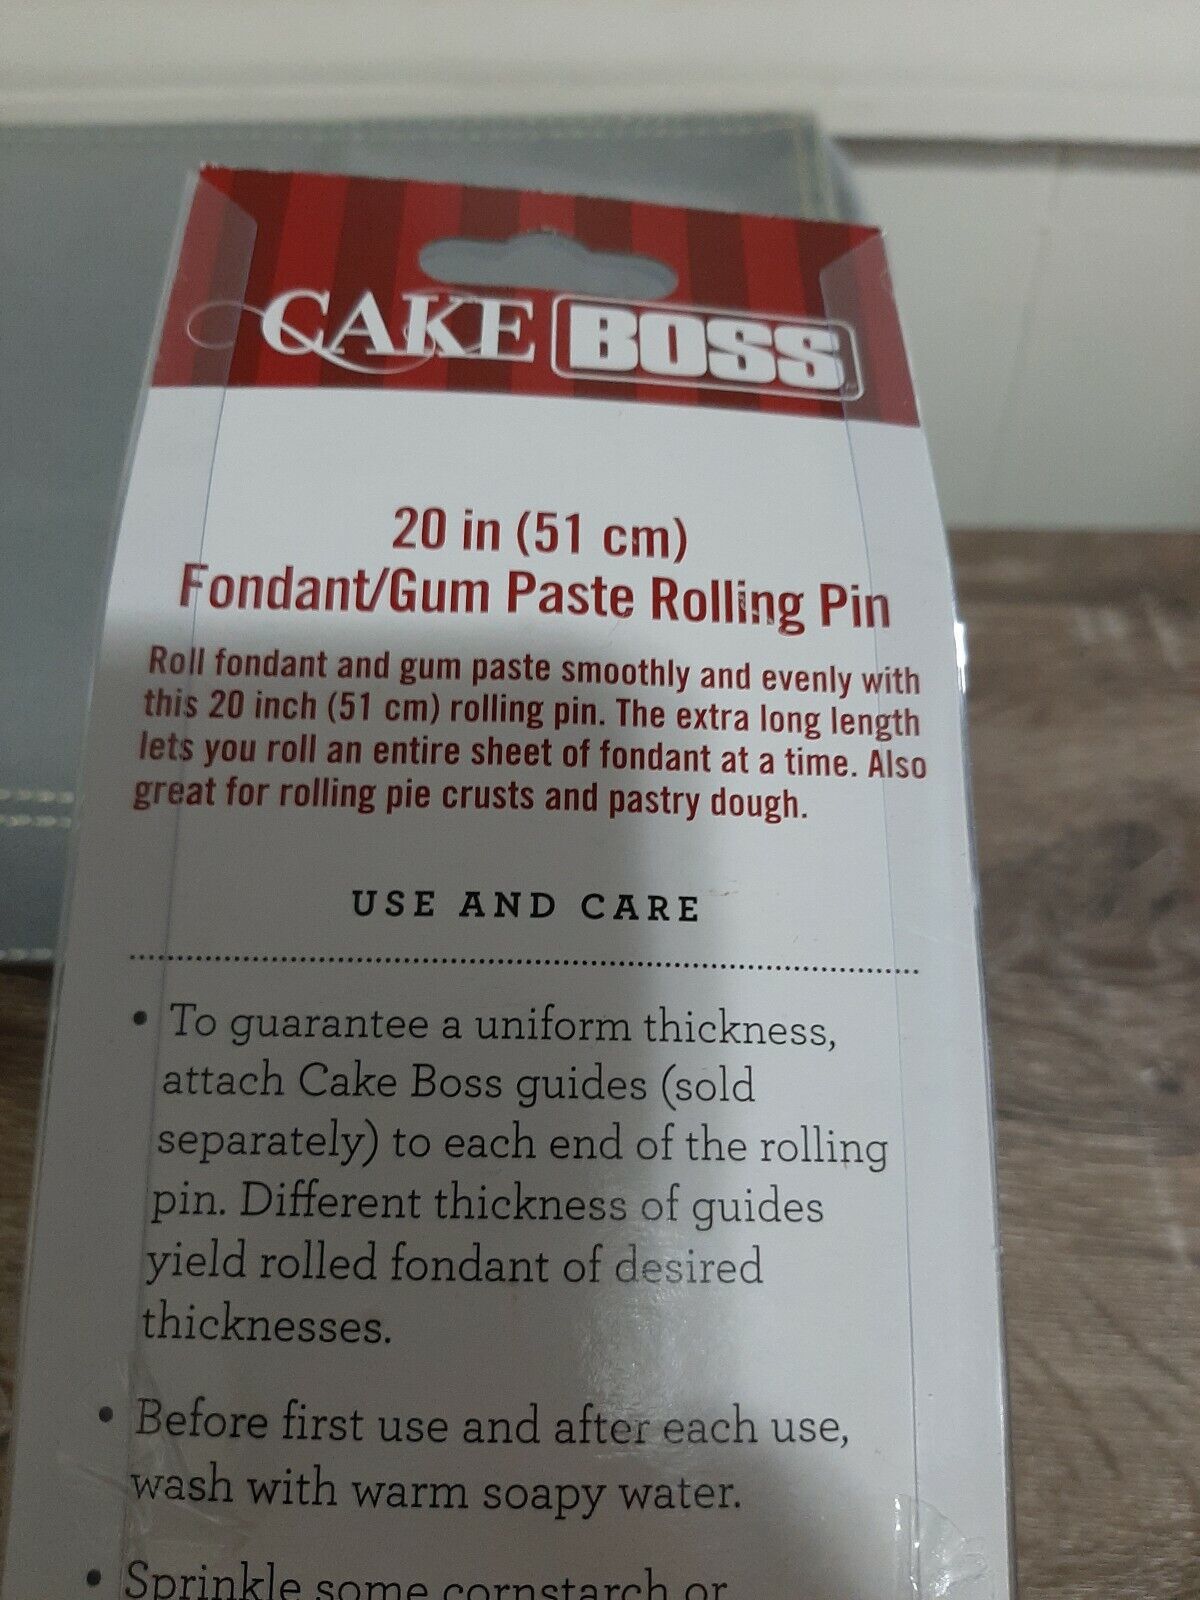 CAKE BOSS
20 in (51 cm)
Fondant/Gum Paste Rolling Pin
Roll fondant and gum paste smoothly and evenly with
this 20 inch (51 cm) rolling pin. The extra long length
lets you roll an entire sheet of fondant at a time. Also
great for rolling pie crusts and pastry dough.
USE AND CARE
• To guarantee a uniform thickness,
attach Cake Boss guides (sold
separately) to each end of the rolling
pin. Different thickness of guides
yield rolled fondant of desired
thicknesses.
• Before first use and after each use,
wash with warm soapy water.
• Sprinkle some cornstarch or